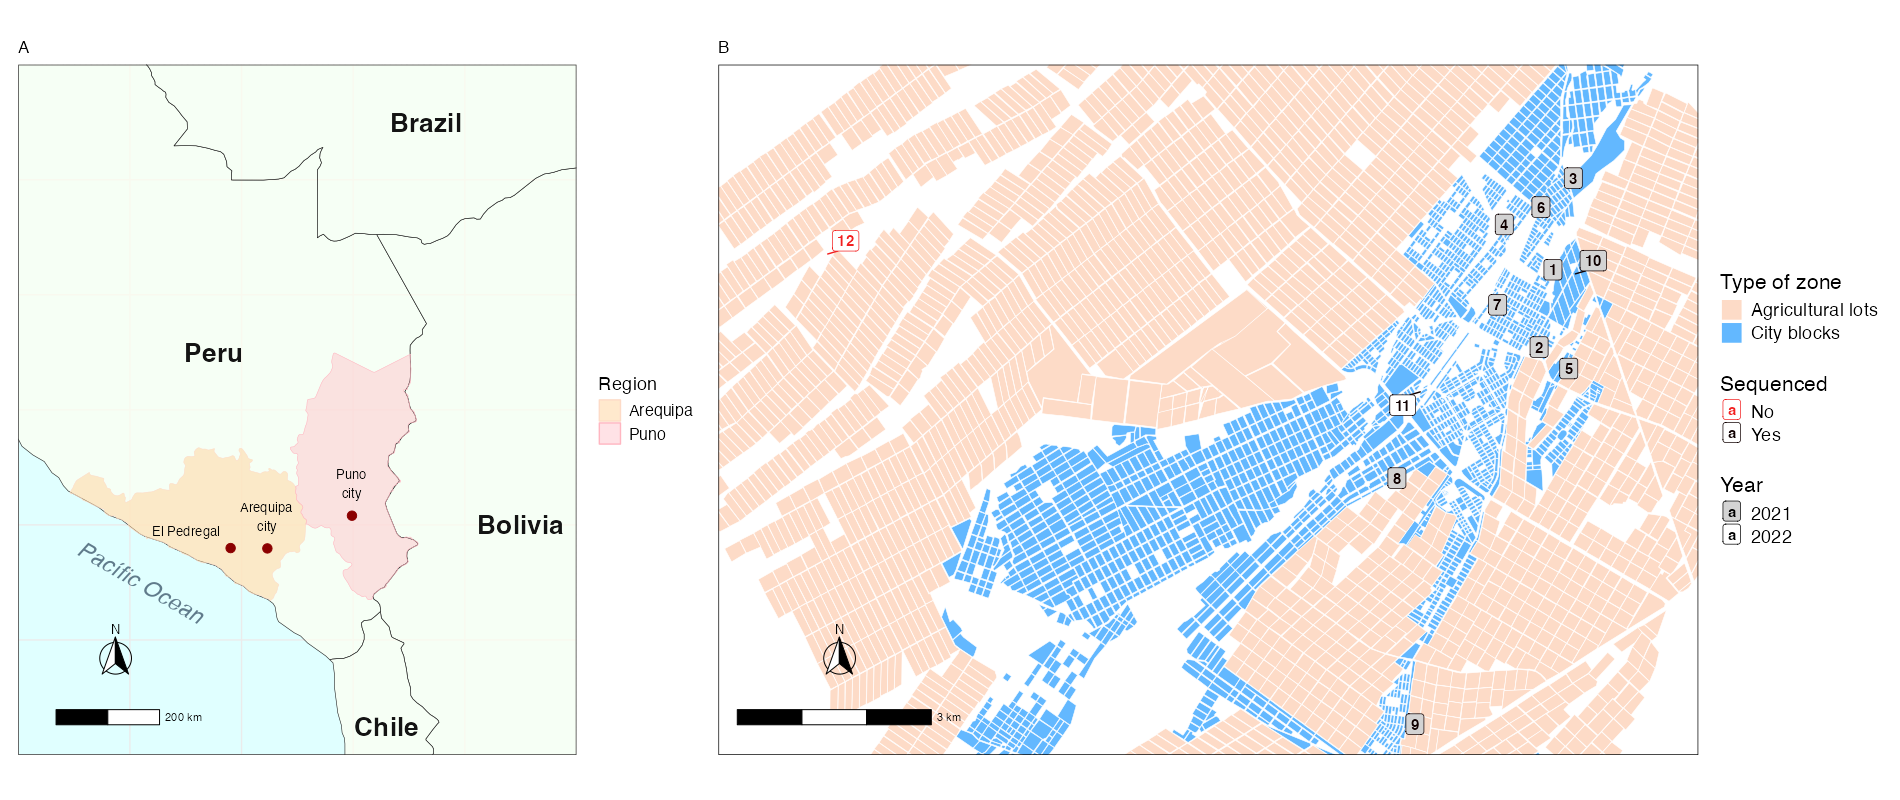 A
Brazil
Peru
Puno
city
Arequipa
city
El Pedregal
Bolivia
Pacific Ocean
N
200 km
Chile
Region
Arequipa
Puno
B
3
6
4
12
10
1
7
2
5
11
8
N
3 km
9
Type of zone
Agricultural lots
City blocks
Sequenced
a No
a Yes
Year
a 2021
a 2022